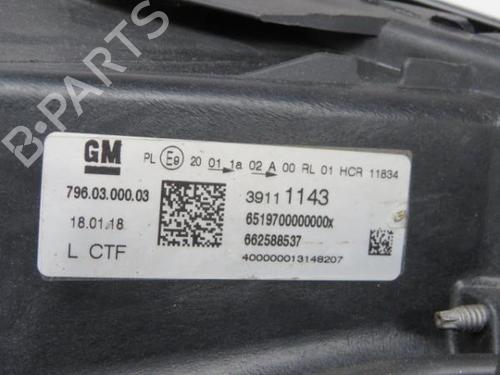 B-PARTS
GM
PL E9 20 01 1a 02 A 00 RL 01 HCR 11834
796.03.000.03
39111143
18.01.18
6519700000000x
L CTF
662588537
400000013148207